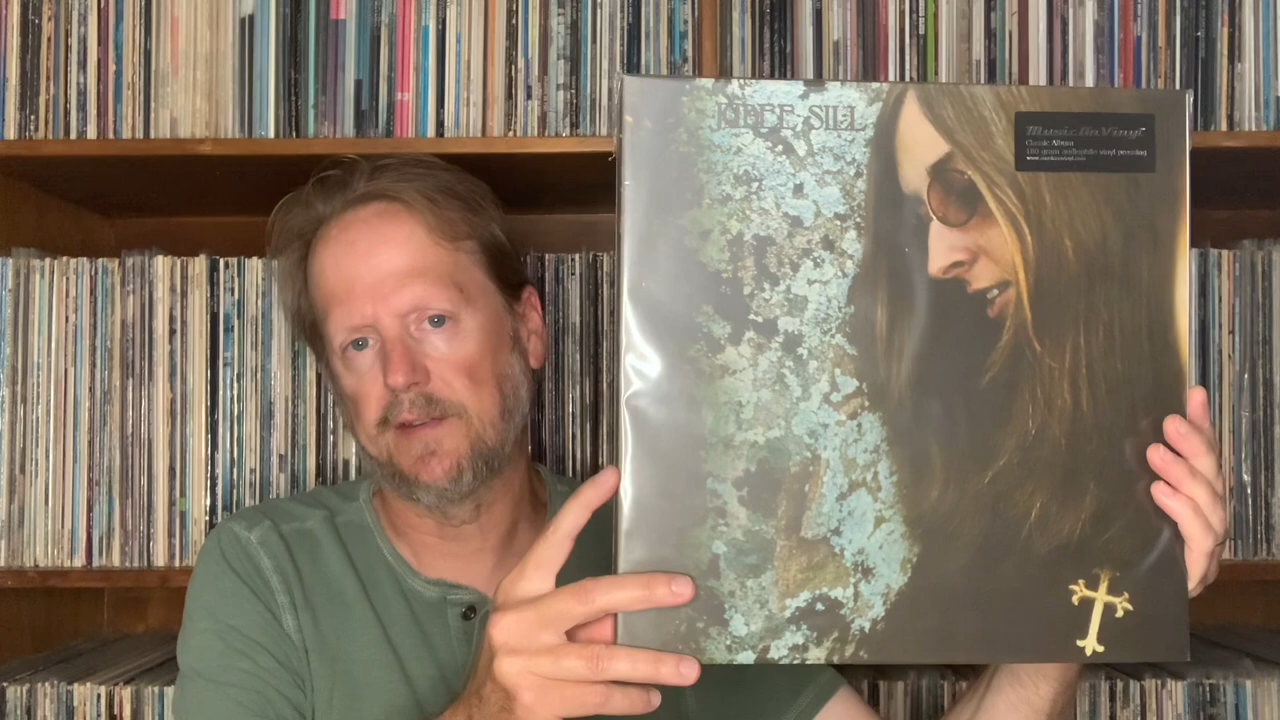 JUDEE SILL
Music On Vinyl
Classic Album
180 gram audiophile vinyl pressing
www.musiconvinyl.com